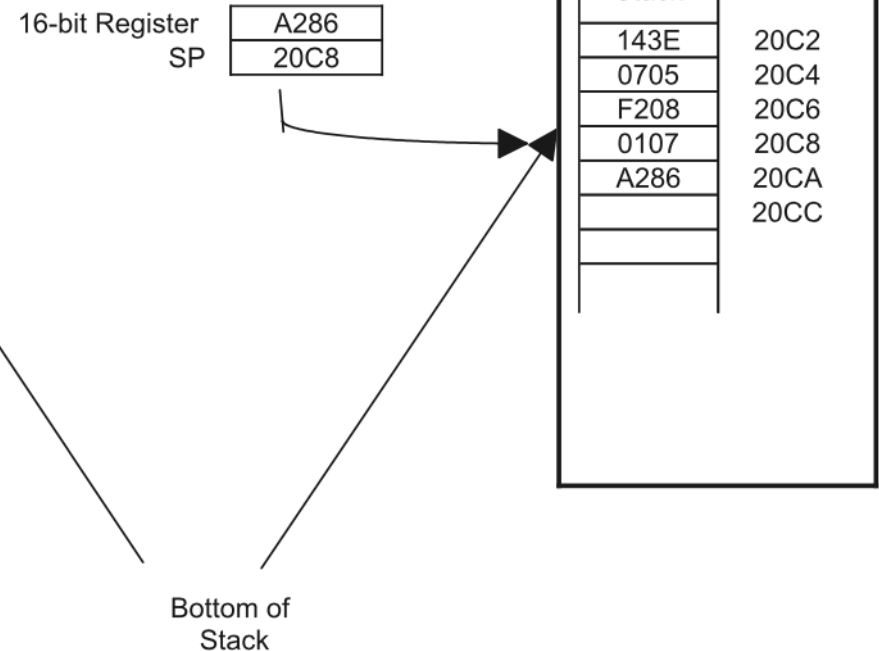 16-bit Register A286
SP 20C8
143E 20C2
0705 20C4
F208 20C6
0107 20C8
A286 20CA
20CC
Bottom of
Stack